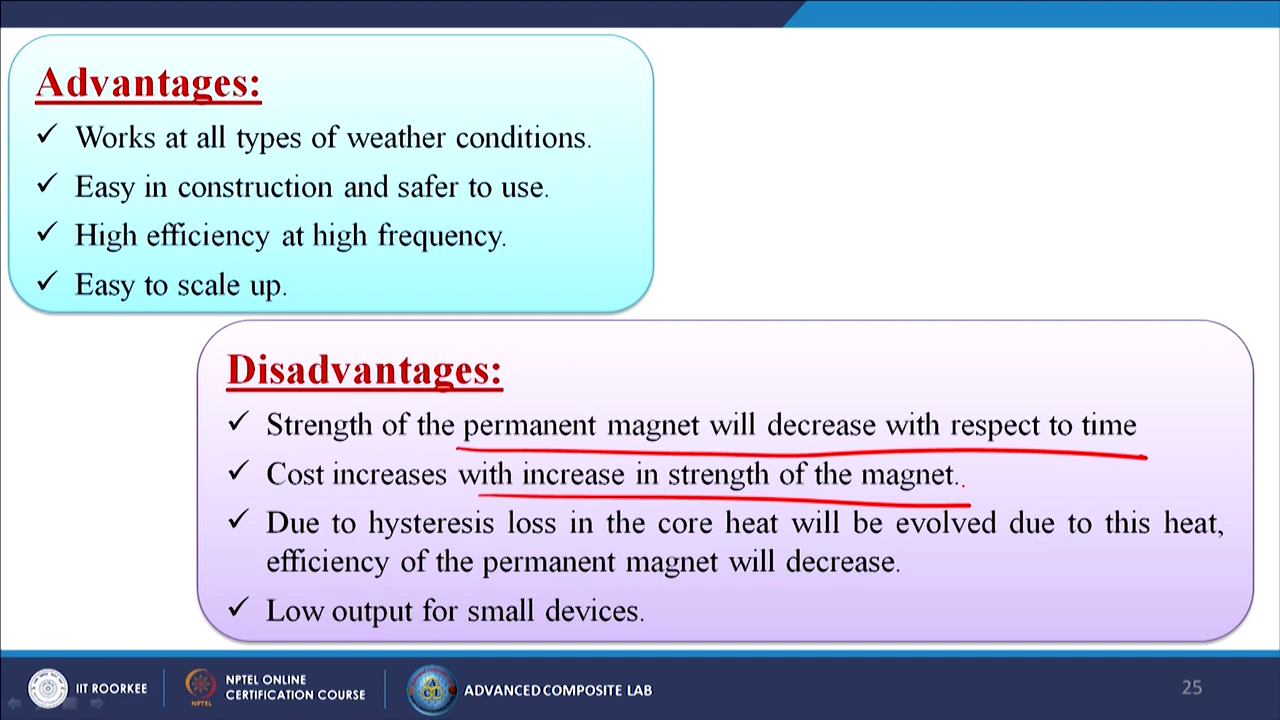 Advantages:
✓ Works at all types of weather conditions.
✓ Easy in construction and safer to use.
✓ High efficiency at high frequency.
✓ Easy to scale up.
Disadvantages:
✓ Strength of the permanent magnet will decrease with respect to time
✓ Cost increases with increase in strength of the magnet.
✓ Due to hysteresis loss in the core heat will be evolved due to this heat,
efficiency of the permanent magnet will decrease.
✓ Low output for small devices.
IIT ROORKEE
NPTEL ONLINE
CERTIFICATION COURSE
NPTEL
ADVANCED COMPOSITE LAB
25